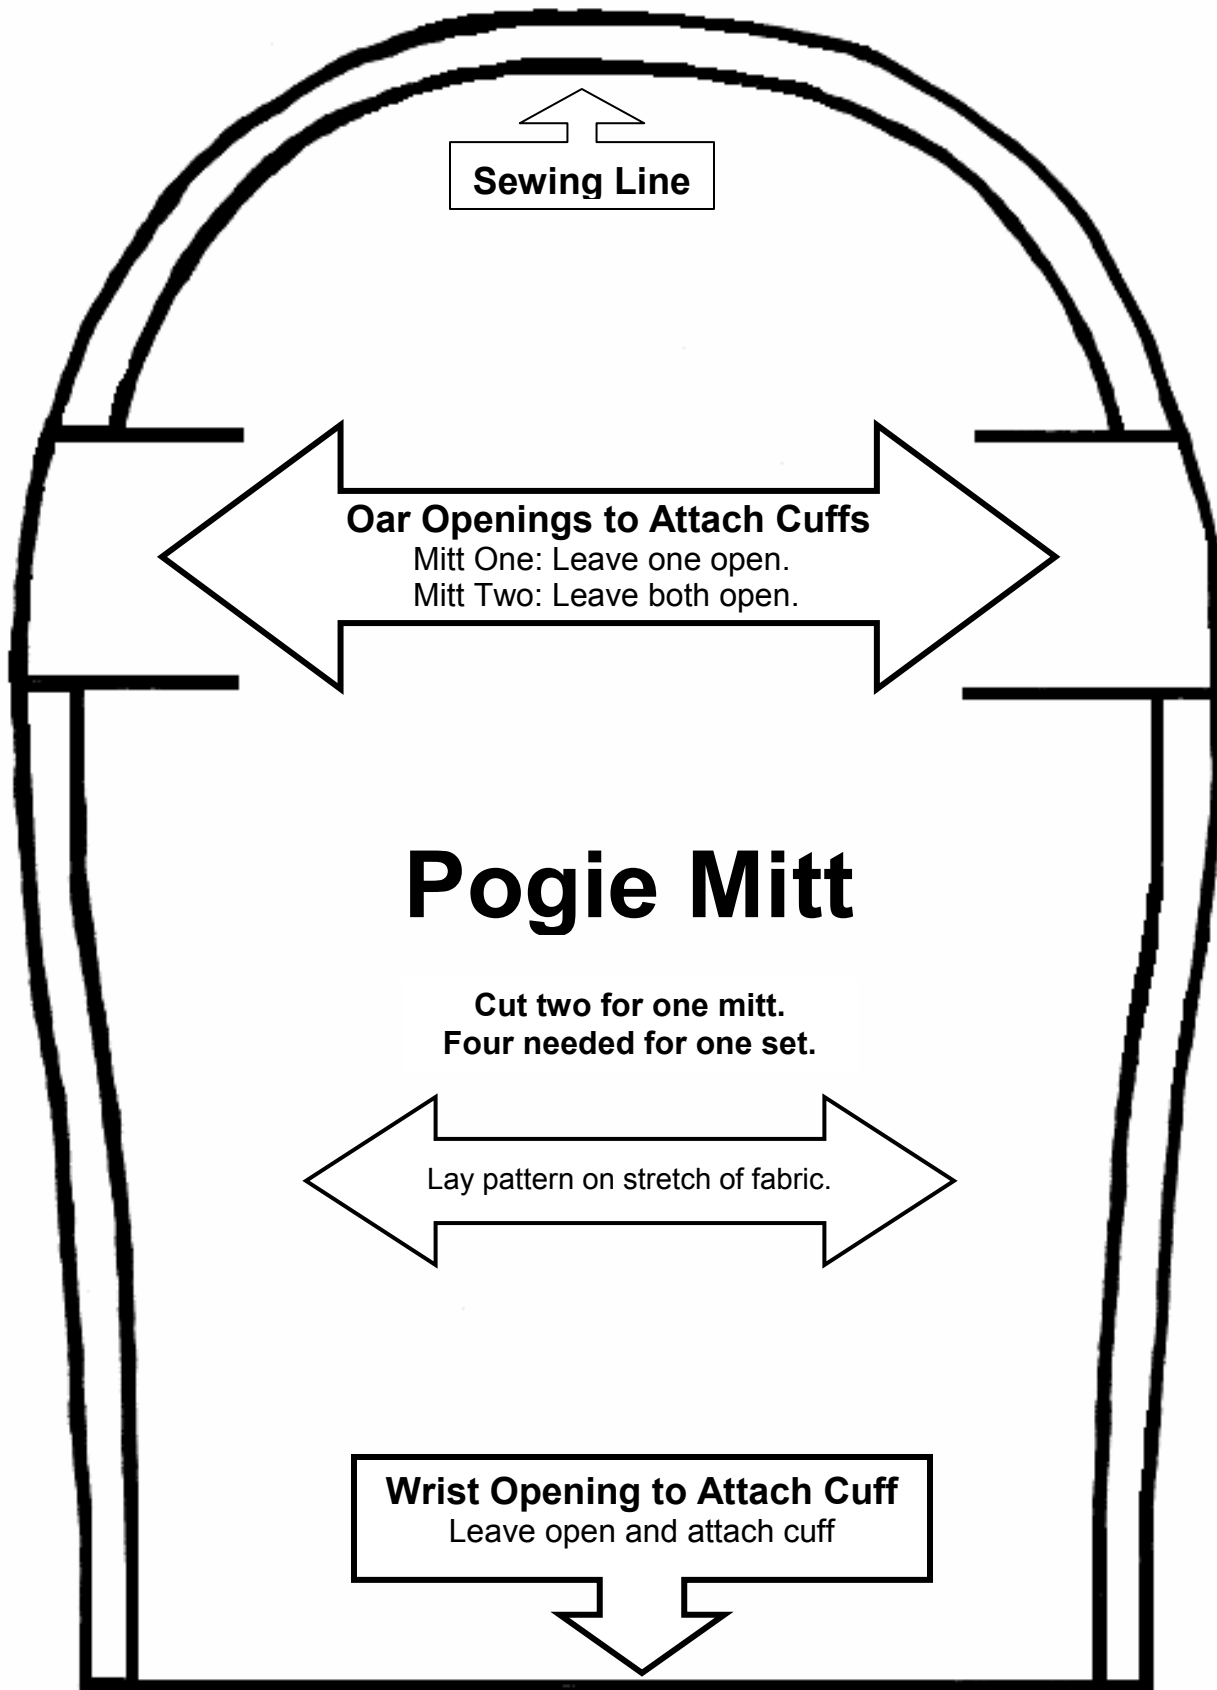 Sewing Line
Oar Openings to Attach Cuffs
Mitt One: Leave one open.
Mitt Two: Leave both open.
Pogie Mitt
Cut two for one mitt.
Four needed for one set.
Lay pattern on stretch of fabric.
Wrist Opening to Attach Cuff
Leave open and attach cuff